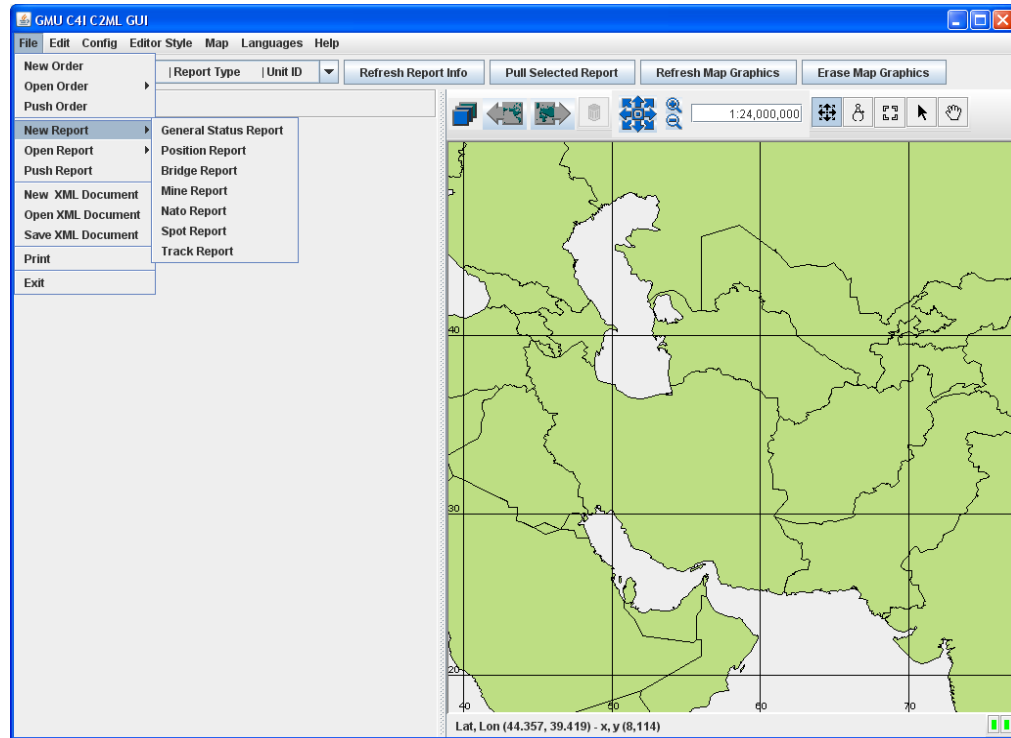 GMU C4I C2ML GUI
File Edit Config Editor Style Map Languages Help
|Report Type |Unit ID Refresh Report Info Pull Selected Report Refresh Map Graphics Erase Map Graphics
New Order
Open Order
Push Order
New Report
Open Report
Push Report
New XML Document
Open XML Document
Save XML Document
Print
Exit
General Status Report
Position Report
Bridge Report
Mine Report
Nato Report
Spot Report
Track Report
1:24,000,000
40
30
20
40 50 60 70
Lat, Lon (44.357, 39.419) - x, y (8,114)